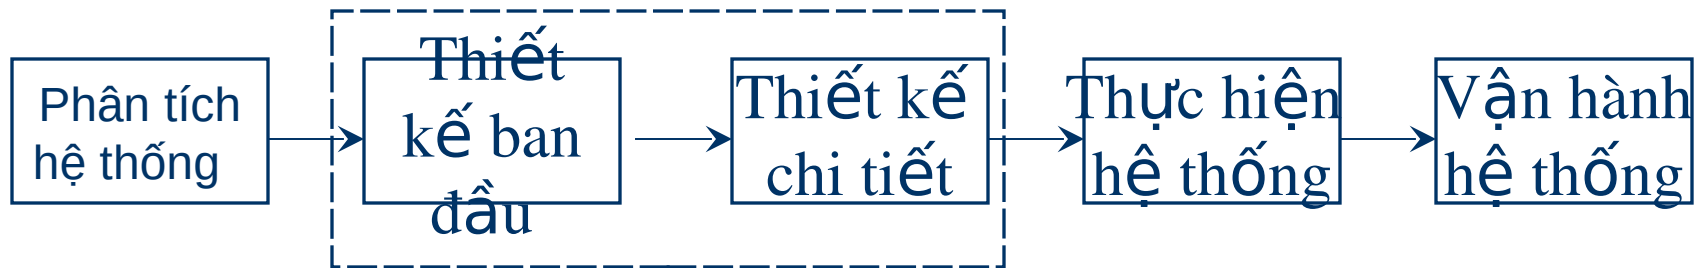 Phân tích
hệ thống
Thiết
kế ban
đầu
Thiết kế
chi tiết
Thực hiện
hệ thống
Vận hành
hệ thống